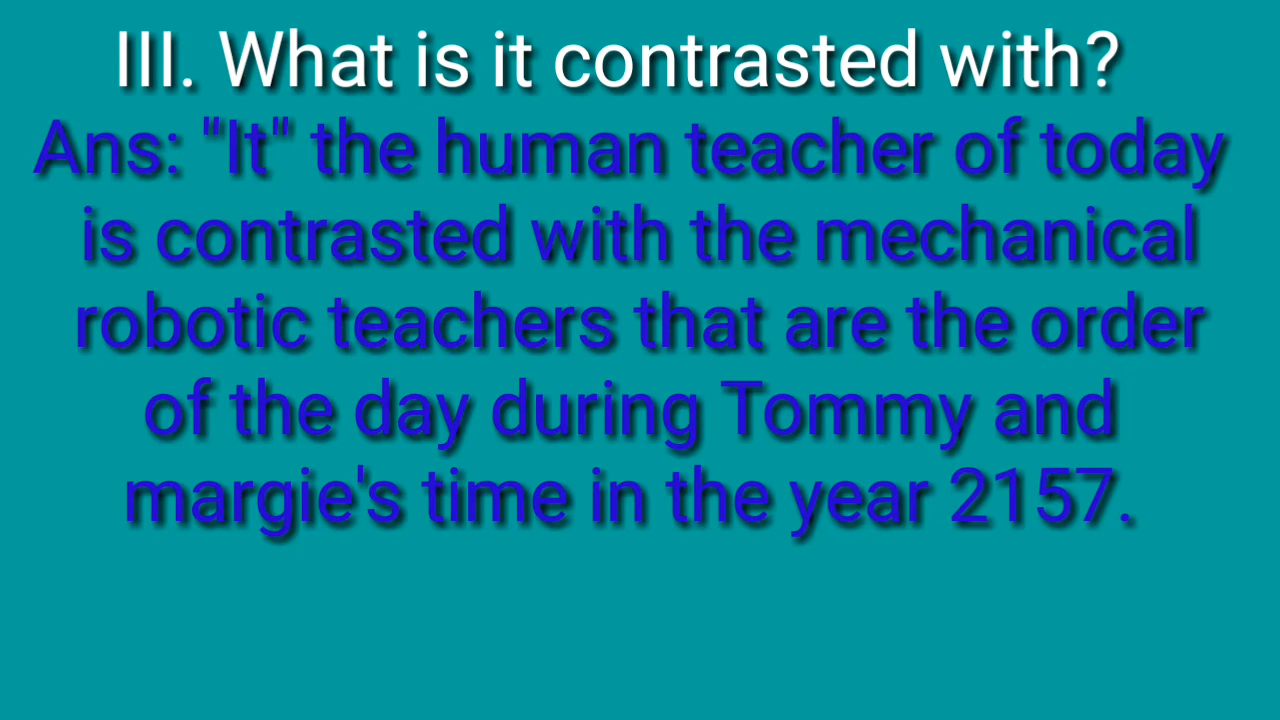 III. What is it contrasted with?
Ans: "It" the human teacher of today
is contrasted with the mechanical
robotic teachers that are the order
of the day during Tommy and
margie's time in the year 2157.